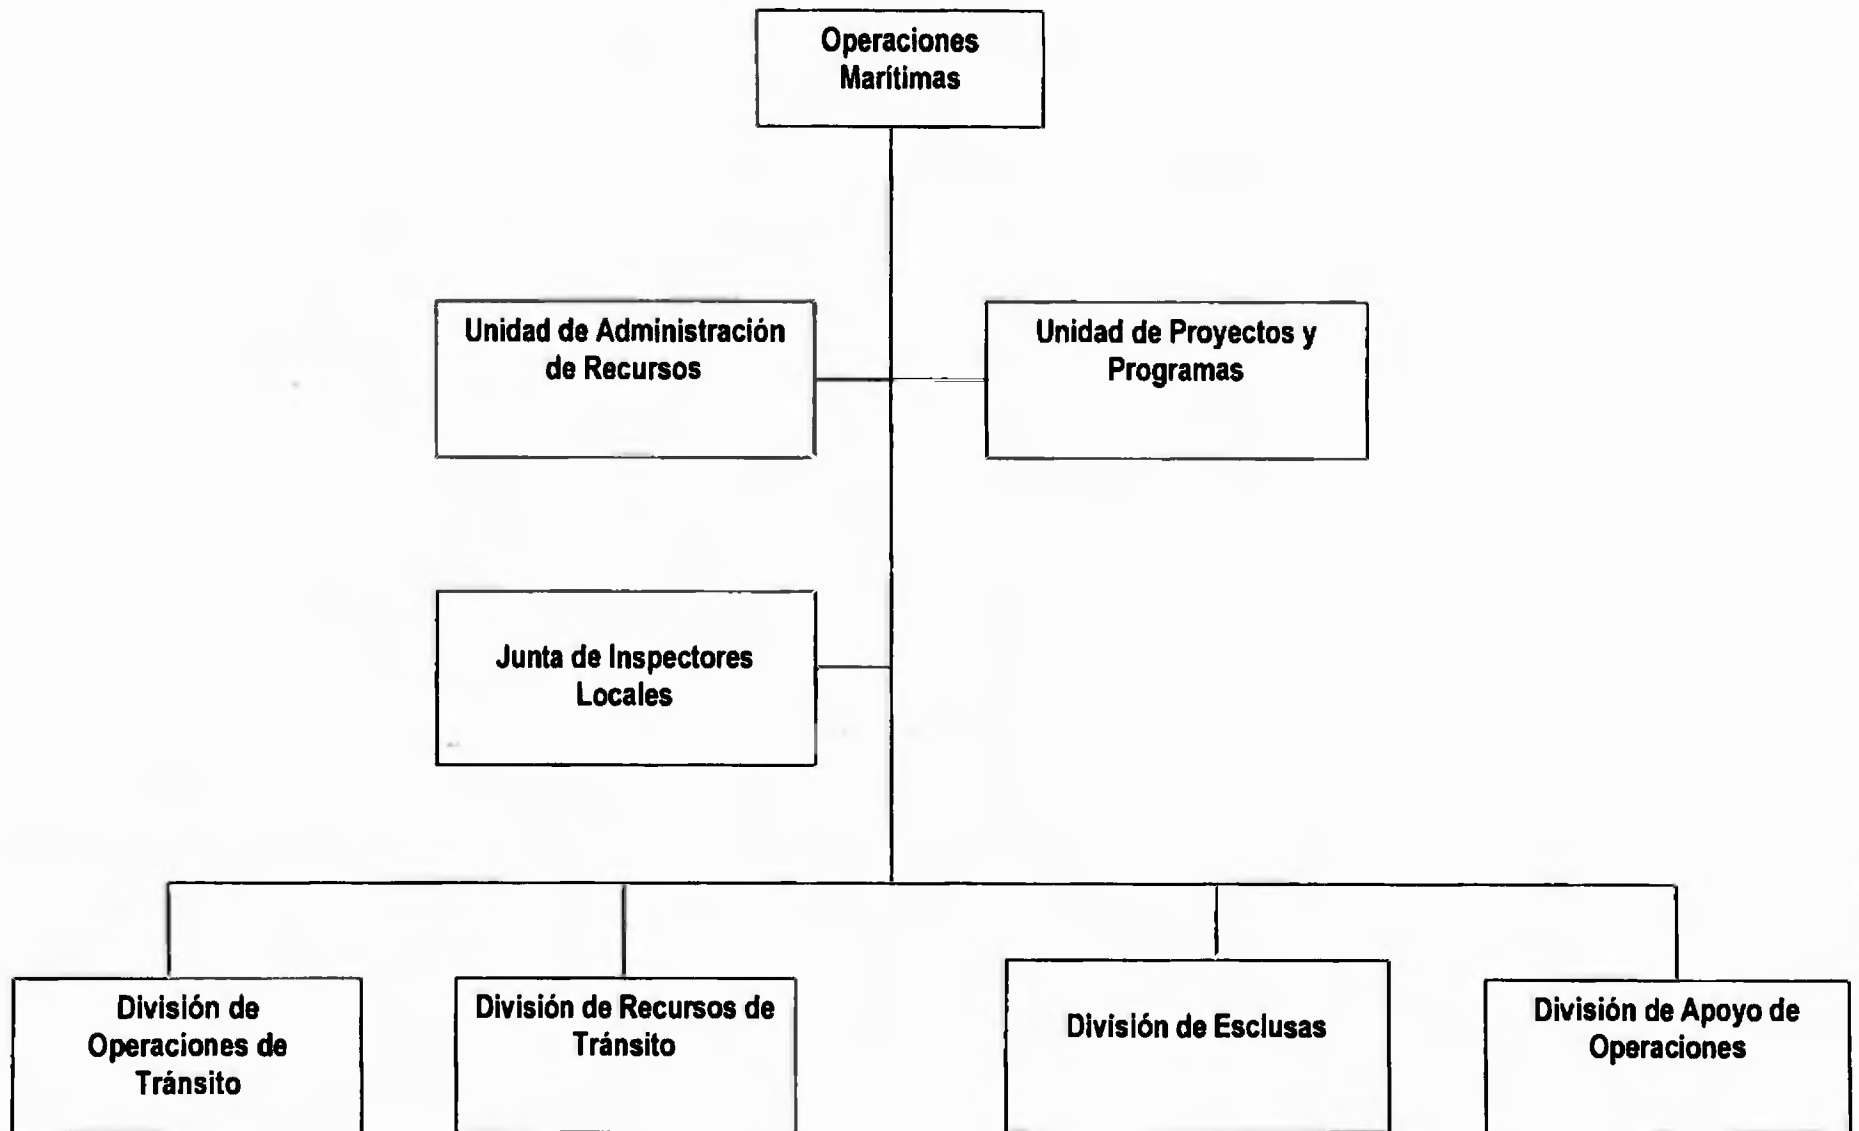 Operaciones
Marítimas
Unidad de Administración
de Recursos
Unidad de Proyectos y
Programas
Junta de Inspectores
Locales
División de
Operaciones de
Tránsito
División de Recursos de
Tránsito
División de Esclusas
División de Apoyo de
Operaciones